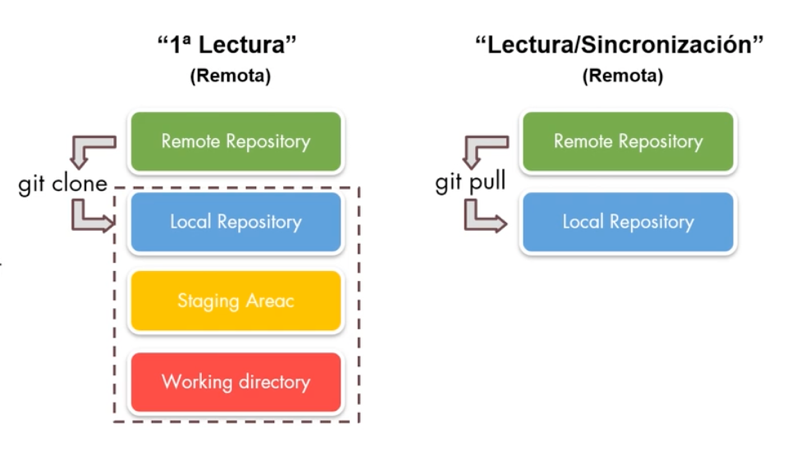 “1ª Lectura”
(Remota)
Remote Repository
git clone
Local Repository
Staging Areac
Working directory
“Lectura/Sincronización”
(Remota)
Remote Repository
git pull
Local Repository